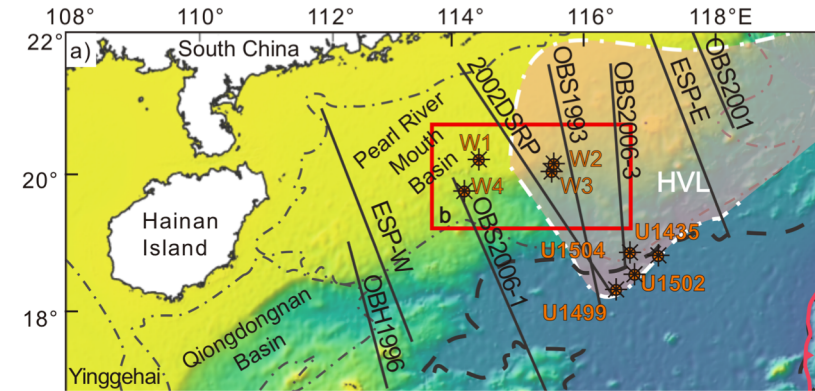 108° 110° 112° 114° 116° 118°E
22°
20°
18°
a)
South China
Pearl River
Mouth
Basin
2002DSRP
OBS1993
OBS2006-3
ESP-E
OBS2001
W1
W2
W3
W4
b
HVL
Hainan
Island
ESP-W
OBH1996
OBS2006-1
U1435
U1504
U1502
U1499
Qiongdongnan
Basin
Yinggehai